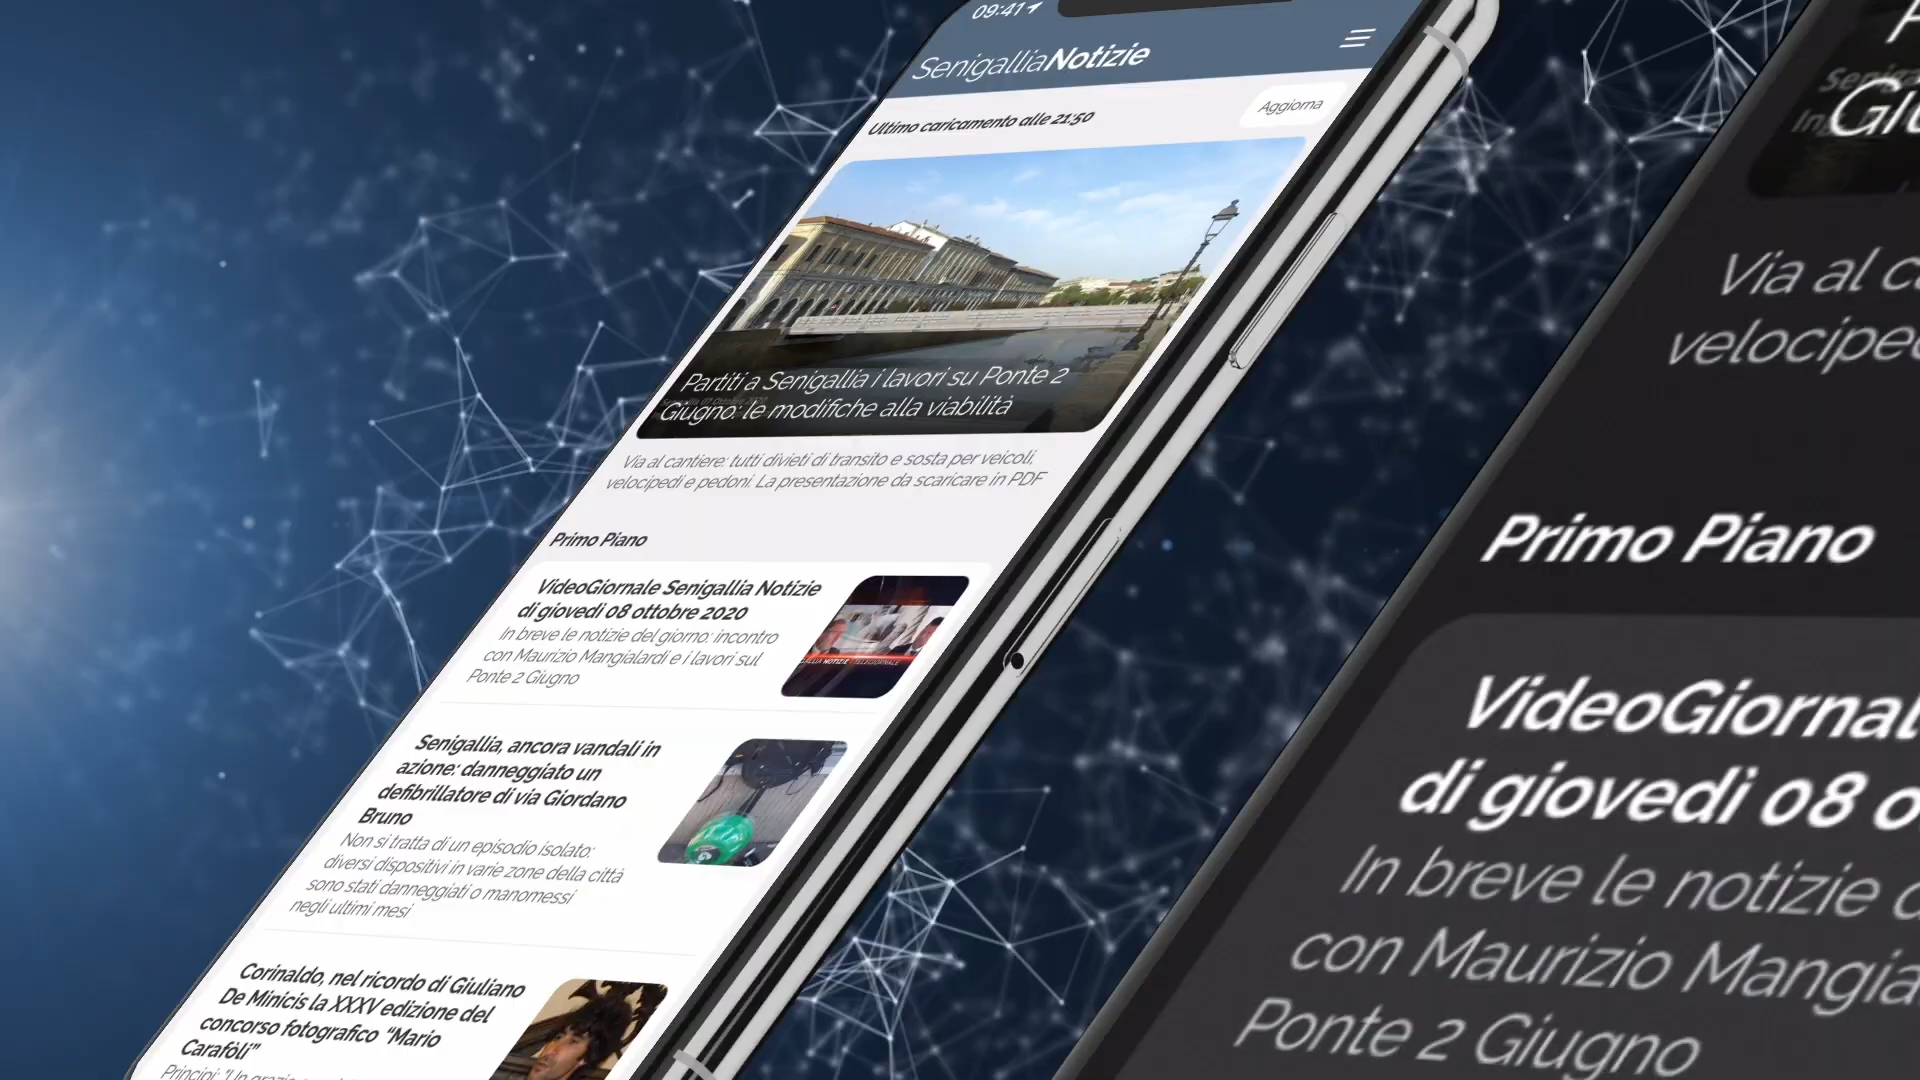 09:41
SenigalliaNotizie
Ultimo caricamento alle 21:50
Aggiorna
Partiti a Senigallia i lavori su Ponte 2
Giugno: le modifiche alla viabilità
Via al cantiere: tutti divieti di transito e sosta per veicoli,
velocipedi e pedoni. La presentazione da scaricare in PDF
Primo Piano
VideoGiornale Senigallia Notizie
di giovedì 08 ottobre 2020
In breve le notizie del giorno: incontro
con Maurizio Mangialardi e i lavori sul
Ponte 2 Giugno
Senigallia, ancora vandali in
azione: danneggiato un
defibrillatore di via Giordano
Bruno
Non si tratta di un episodio isolato:
diversi dispositivi in varie zone della città
sono stati danneggiati o manomessi
negli ultimi mesi
Corinaldo, nel ricordo di Giuliano
De Minicis la XXXV edizione del
concorso fotografico "Mario
Carafòli"
Via al c
velocipe
Primo Piano
VideoGiornal
di giovedì 08 o
In breve le notizie d
con Maurizio Mangia
Ponte 2 Giugno